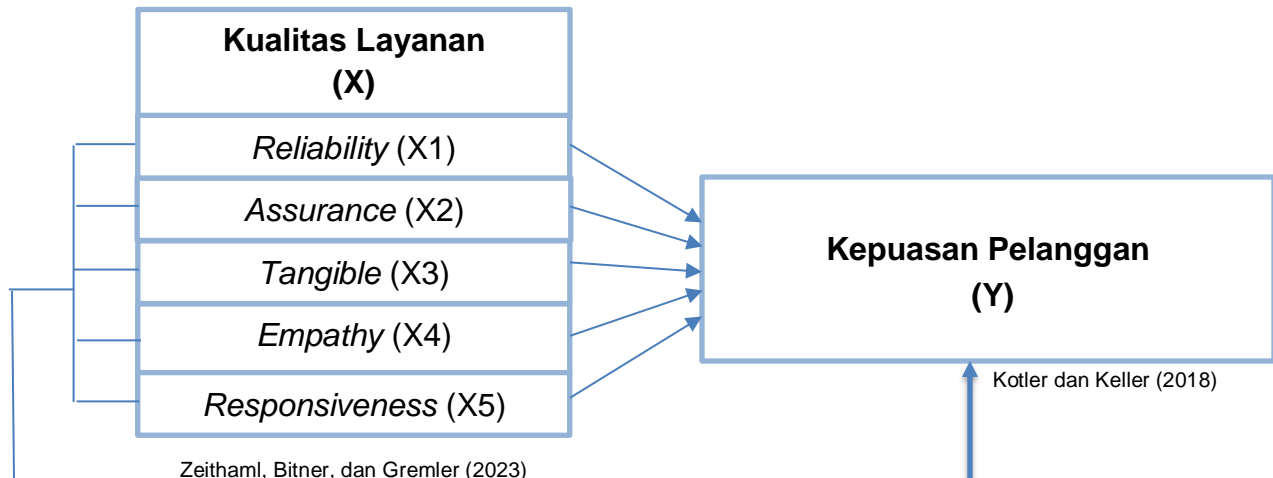 Kualitas Layanan
(X)
Reliability (X1)
Assurance (X2)
Tangible (X3)
Empathy (X4)
Responsiveness (X5)
Zeithaml, Bitner, dan Gremler (2023)
Kepuasan Pelanggan
(Y)
Kotler dan Keller (2018)